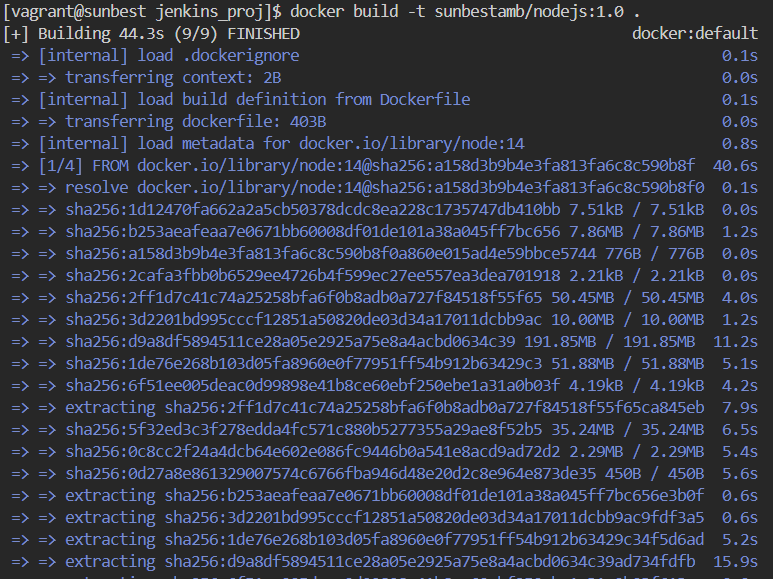 [vagrant@sunbest jenkins_proj]$ docker build -t sunbestamb/nodejs:1.0 .
[+] Building 44.3s (9/9) FINISHED docker:default
=> [internal] load .dockerignore 0.1s
=> => transferring context: 2B 0.0s
=> [internal] load build definition from Dockerfile 0.1s
=> => transferring dockerfile: 403B 0.0s
=> [internal] load metadata for docker.io/library/node:14 0.8s
=> [1/4] FROM docker.io/library/node:14@sha256:a158d3b9b4e3fa813fa6c8c590b8f 40.6s
=> => resolve docker.io/library/node:14@sha256:a158d3b9b4e3fa813fa6c8c590b8f0 0.1s
=> => sha256:1d12470fa662a2a5cb50378dcdc8ea228c1735747db410bb 7.51kB / 7.51kB 0.0s
=> => sha256:b253aeafeaa7e0671bb60008df01de101a38a045ff7bc656 7.86MB / 7.86MB 1.2s
=> => sha256:a158d3b9b4e3fa813fa6c8c590b8f0a860e015ad4e59bbce5744 776B / 776B 0.0s
=> => sha256:2cafa3fbb0b6529ee4726b4f599ec27ee557ea3dea701918 2.21kB / 2.21kB 0.0s
=> => sha256:2ff1d7c41c74a25258bfa6f0b8adb0a727f84518f55f65 50.45MB / 50.45MB 4.0s
=> => sha256:3d2201bd995cccf12851a50820de03d34a17011dcbb9ac 10.00MB / 10.00MB 1.2s
=> => sha256:d9a8df5894511ce28a05e2925a75e8a4acbd0634c39 191.85MB / 191.85MB 11.2s
=> => sha256:1de76e268b103d05fa8960e0f77951ff54b912b63429c3 51.88MB / 51.88MB 5.1s
=> => sha256:6f51ee005deac0d99898e41b8ce60ebf250ebe1a31a0b03f 4.19kB / 4.19kB 4.2s
=> => extracting sha256:2ff1d7c41c74a25258bfa6f0b8adb0a727f84518f55f65ca845eb 7.9s
=> => sha256:5f32ed3c3f278edda4fc571c880b5277355a29ae8f52b5 35.24MB / 35.24MB 6.5s
=> => sha256:0c8cc2f24a4dcb64e602e086fc9446b0a541e8acd9ad72d2 2.29MB / 2.29MB 5.4s
=> => sha256:0d27a8e861329007574c6766fba946d48e20d2c8e964e873de35 450B / 450B 5.6s
=> => extracting sha256:b253aeafeaa7e0671bb60008df01de101a38a045ff7bc656e3b0f 0.6s
=> => extracting sha256:3d2201bd995cccf12851a50820de03d34a17011dcbb9ac9fdf3a5 0.6s
=> => extracting sha256:1de76e268b103d05fa8960e0f77951ff54b912b63429c34f5d6ad 5.2s
=> => extracting sha256:d9a8df5894511ce28a05e2925a75e8a4acbd0634c39ad734fdfb 15.9s